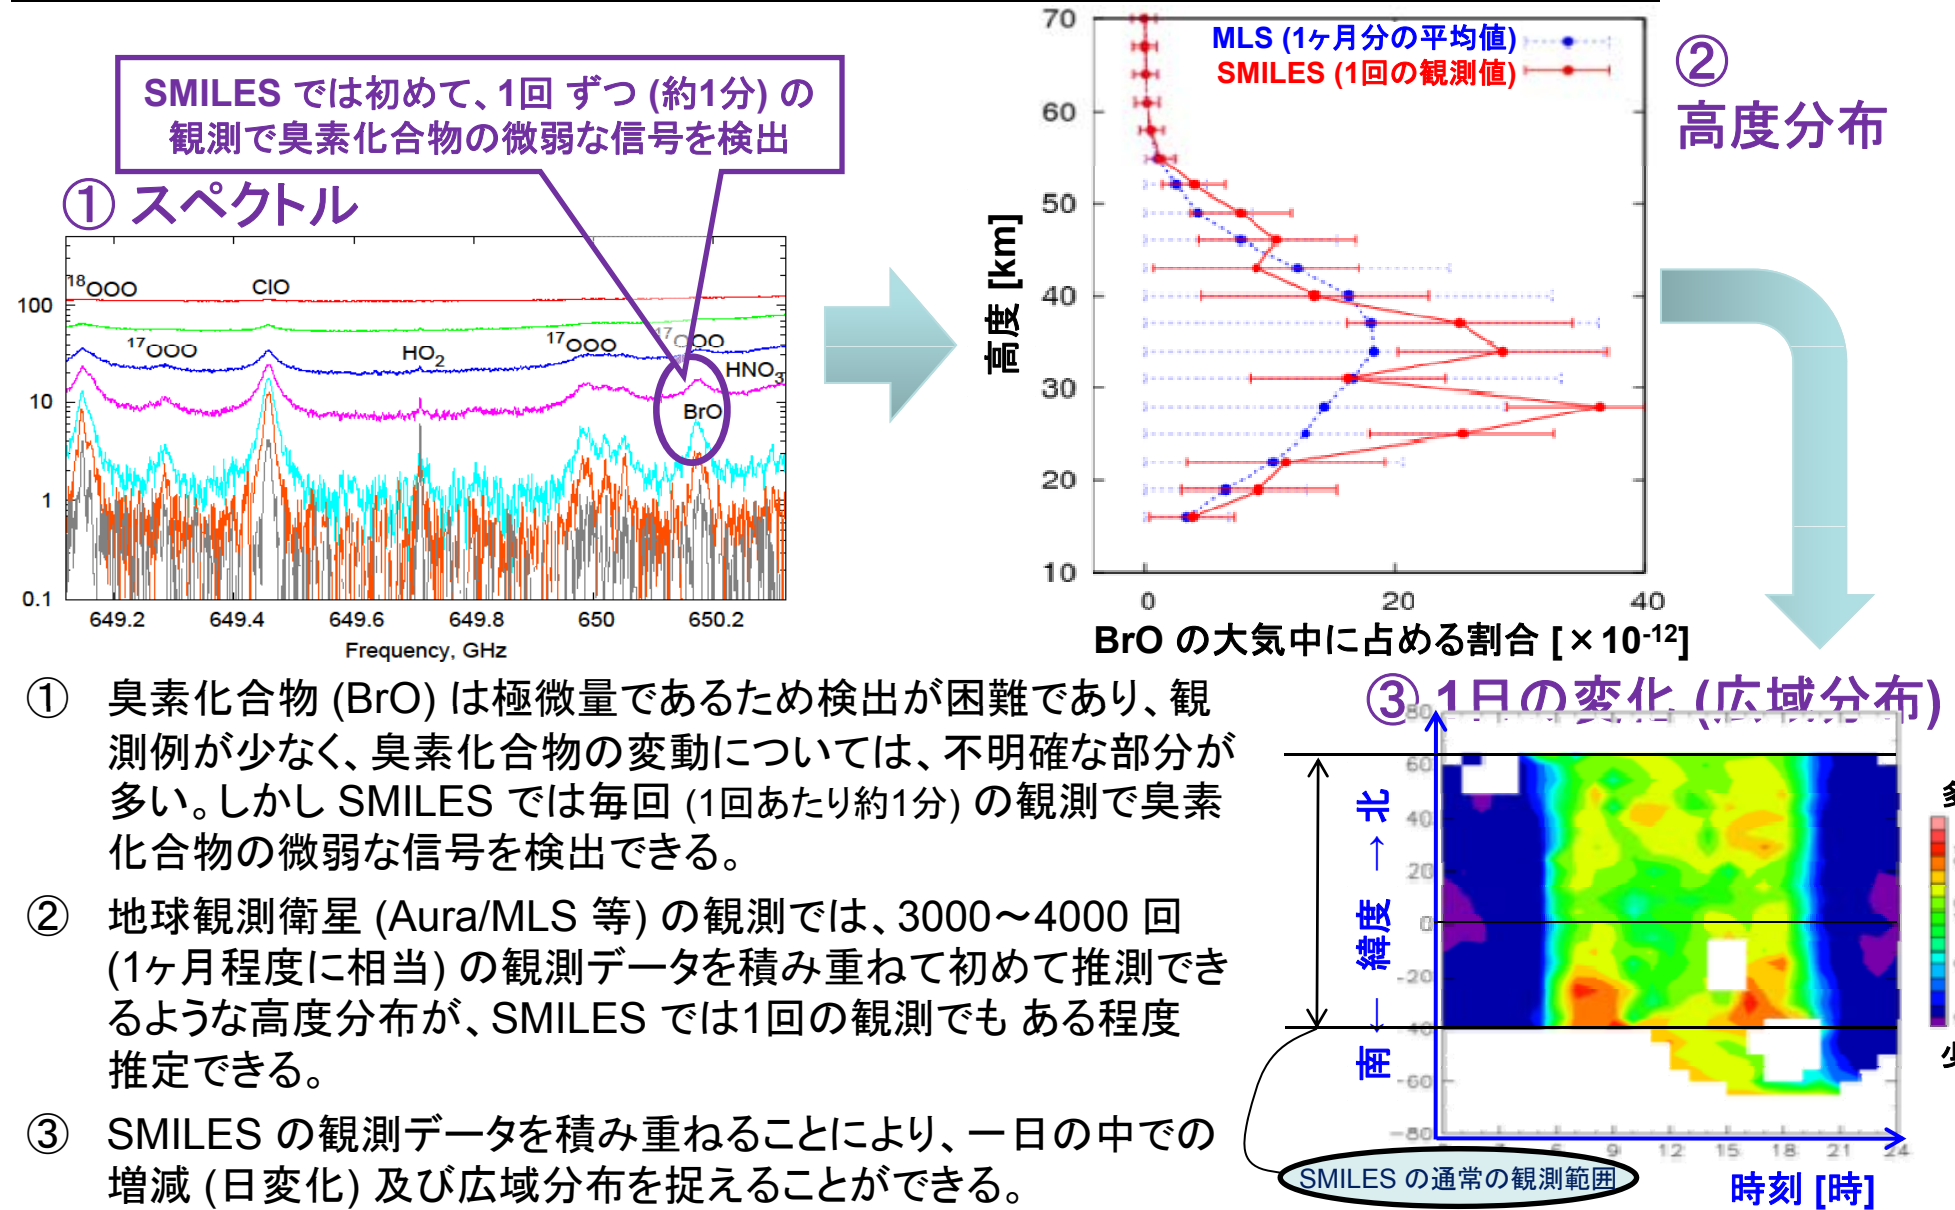 SMILES では初めて、1回 ずつ (約1分) の
観測で臭素化合物の微弱な信号を検出
① スペクトル
¹⁸OOO
ClO
¹⁷OOO
HO₂
¹⁷OOO
¹⁷OOO
HNO₃
BrO
100
10
1
0.1
649.2 649.4 649.6 649.8 650 650.2
Frequency, GHz
② 
高度分布
MLS (1ヶ月分の平均値)
SMILES (1回の観測値)
70
60
50
40
30
20
10
高度 [km]
0 20 40
BrO の大気中に占める割合 [×10⁻¹²]
① 臭素化合物 (BrO) は極微量であるため検出が困難であり、観
測例が少なく、臭素化合物の変動については、不明確な部分が
多い。しかし SMILES では毎回 (1回あたり約1分) の観測で臭素
化合物の微弱な信号を検出できる。
② 地球観測衛星 (Aura/MLS 等) の観測では、3000～4000 回
(1ヶ月程度に相当) の観測データを積み重ねて初めて推測でき
るような高度分布が、SMILES では1回の観測でも ある程度
推定できる。
③ SMILES の観測データを積み重ねることにより、一日の中での
増減 (日変化) 及び広域分布を捉えることができる。
③ 1日の変化 (広域分布)
80
60
40
20
0
-20
-40
-60
-80
南 ← 緯度 → 北
6 9 12 15 18 21 24
時刻 [時]
SMILES の通常の観測範囲